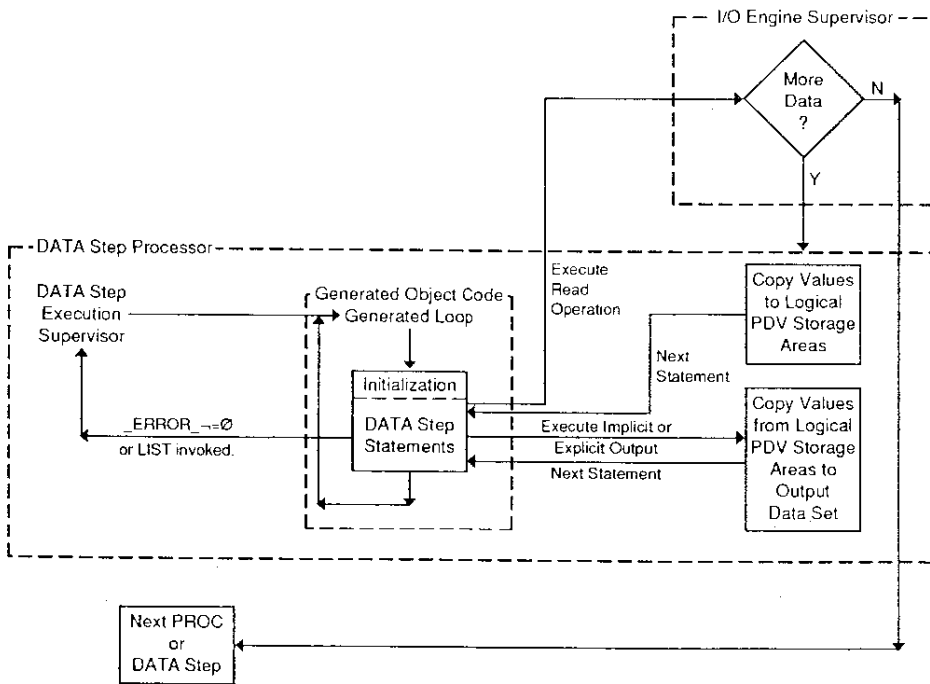 I/O Engine Supervisor
More
Data
?
N
Y
DATA Step Processor
DATA Step
Execution
Supervisor
Generated Object Code
Generated Loop
Execute
Read
Operation
Copy Values
to Logical
PDV Storage
Areas
Next
Statement
Initialization
DATA Step
Statements
_ERROR_¬=Ø
or LIST invoked.
Execute Implicit or
Explicit Output
Next Statement
Copy Values
from Logical
PDV Storage
Areas to
Output
Data Set
Next PROC
or
DATA Step